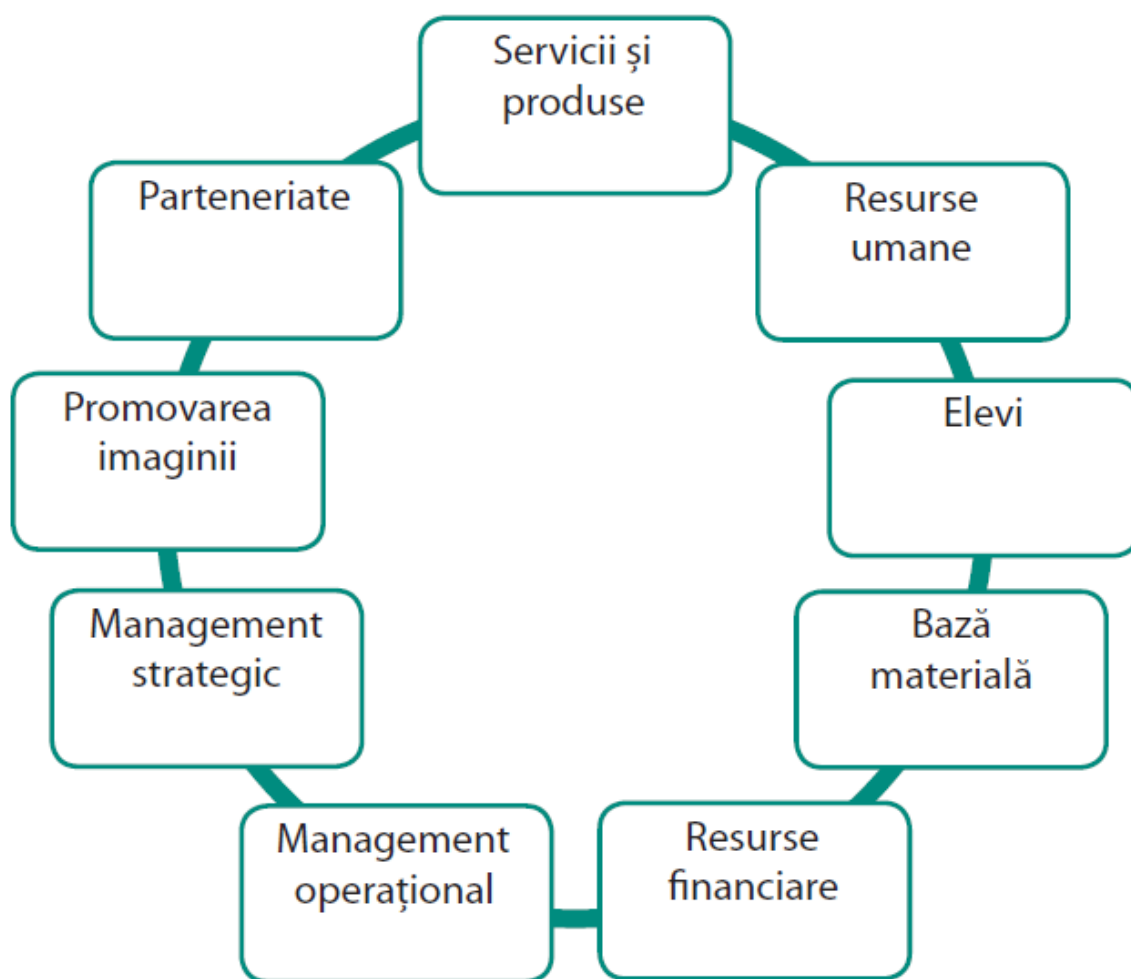 Servicii și
produse
Parteneriate
Resurse
umane
Promovarea
imaginii
Elevi
Management
strategic
Bază
materială
Management
operațional
Resurse
financiare